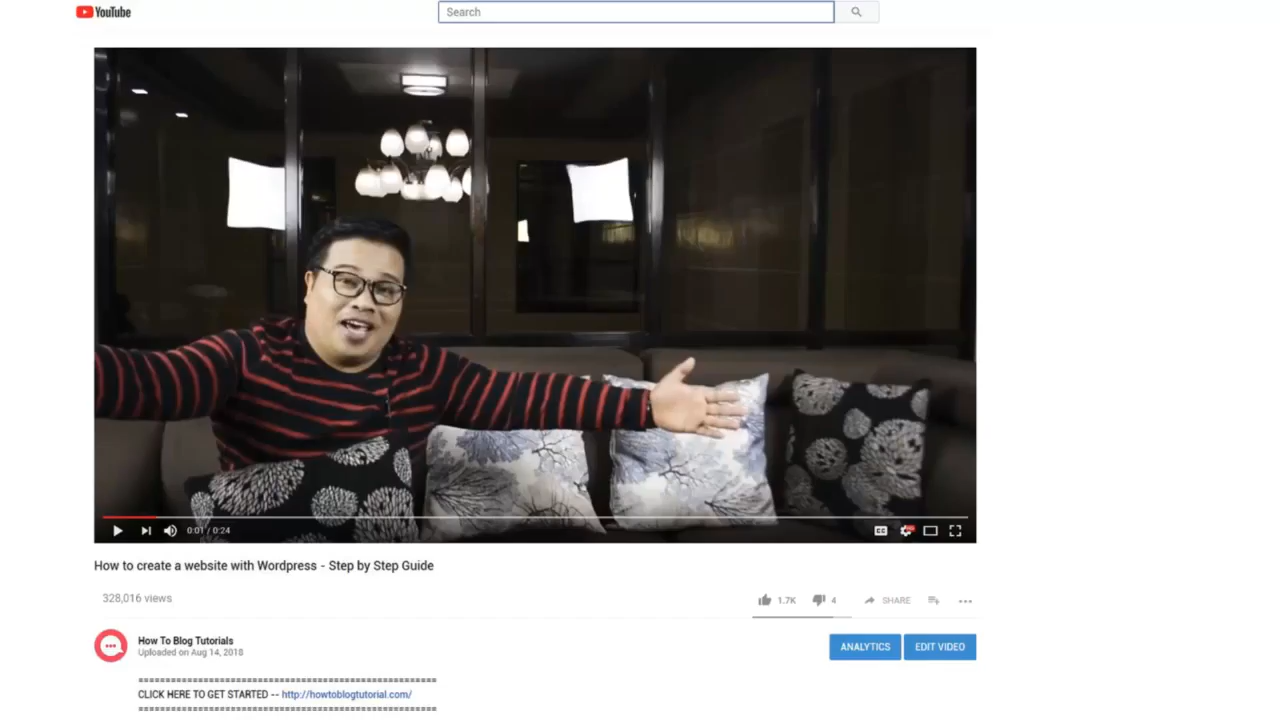 YouTube
Search
0:01 / 0:24
CC
How to create a website with Wordpress - Step by Step Guide
328,016 views
1.7K 4 SHARE
How To Blog Tutorials
Uploaded on Aug 14, 2018
ANALYTICS EDIT VIDEO
========================================================
CLICK HERE TO GET STARTED -- http://howtoblogtutorial.com/
========================================================